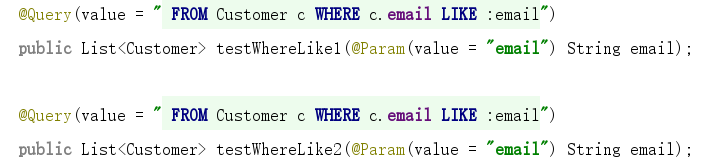 @Query(value = " FROM Customer c WHERE c.email LIKE :email")
public List<Customer> testWhereLike1(@Param(value = "email") String email);
@Query(value = " FROM Customer c WHERE c.email LIKE :email")
public List<Customer> testWhereLike2(@Param(value = "email") String email);